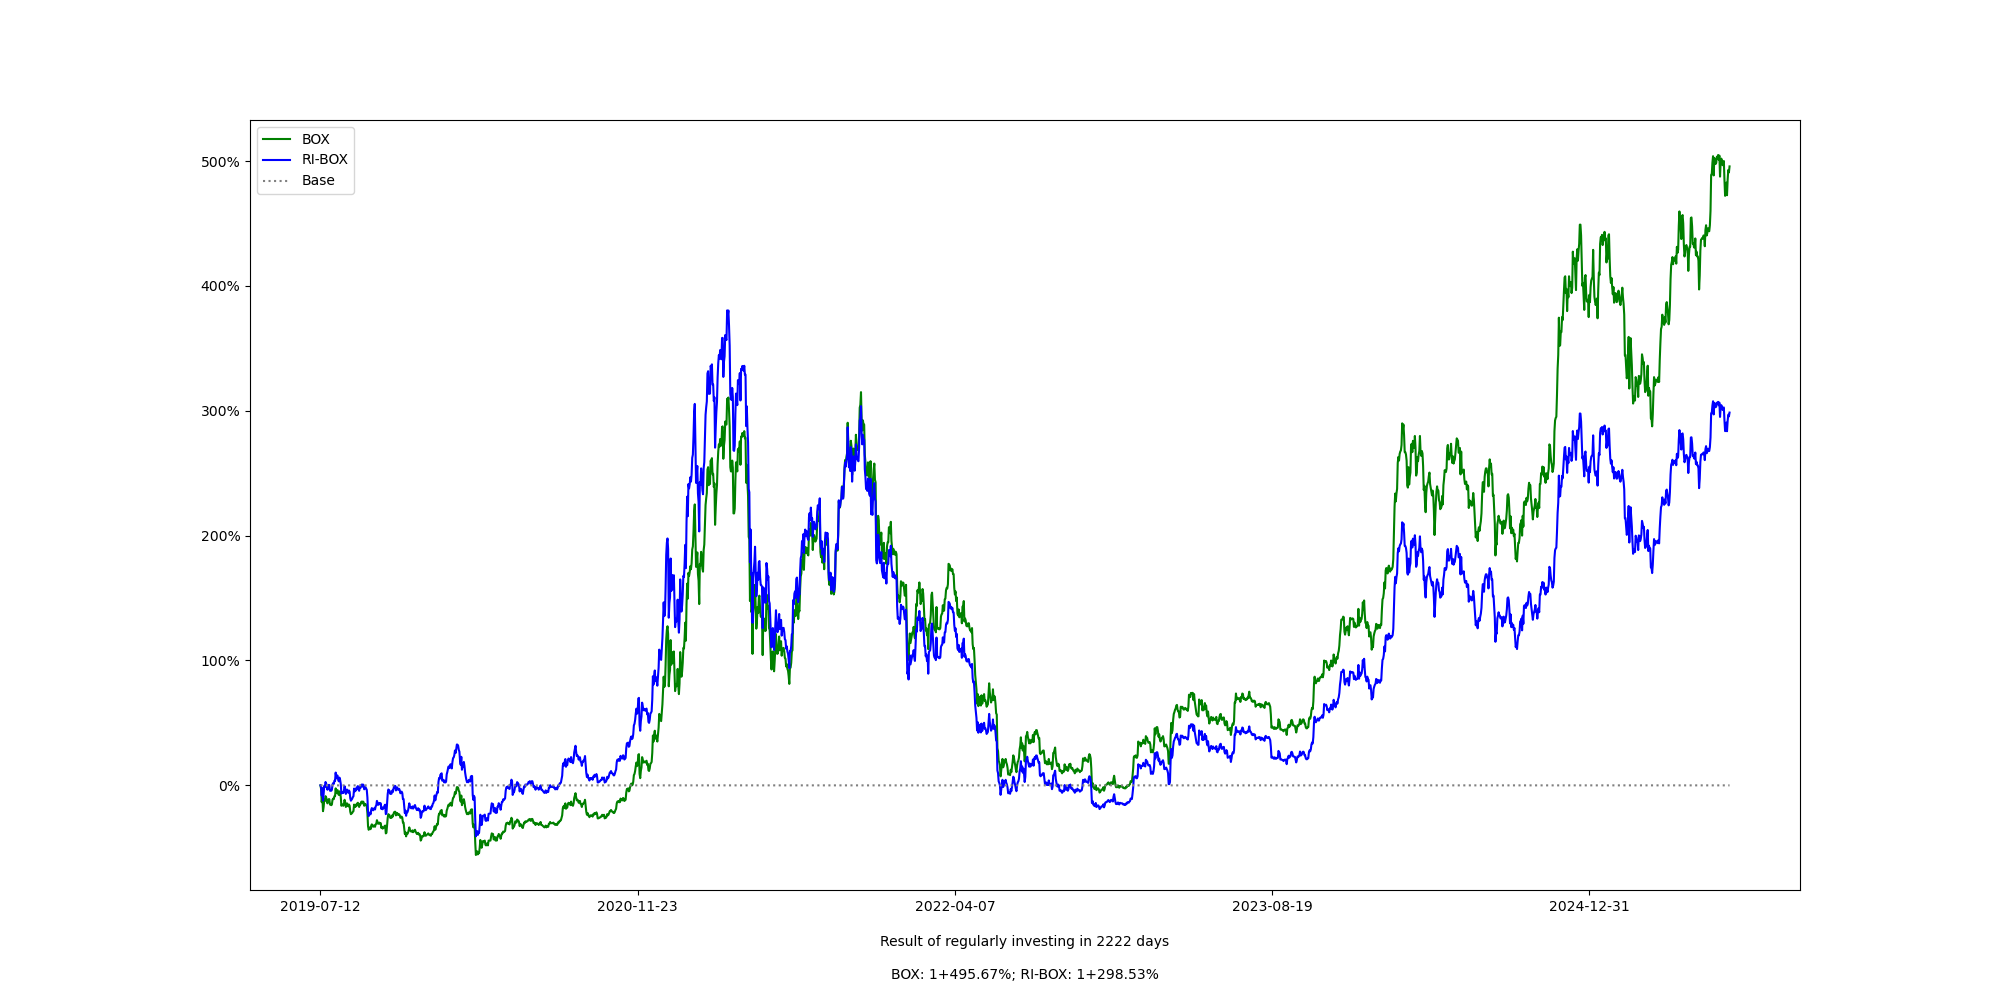 BOX
RI-BOX
Base
500%
400%
300%
200%
100%
0%
2019-07-12
2020-11-23
2022-04-07
2023-08-19
2024-12-31
Result of regularly investing in 2222 days
BOX: 1+495.67%; RI-BOX: 1+298.53%